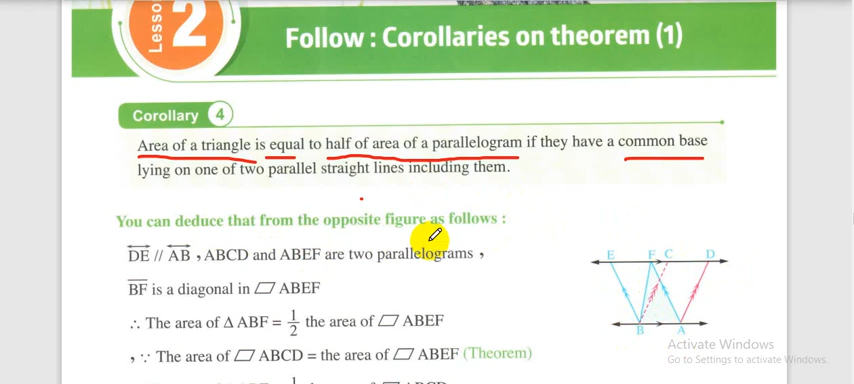 Lesson
2
Follow : Corollaries on theorem (1)
Corollary 4
Area of a triangle is equal to half of area of a parallelogram if they have a common base
lying on one of two parallel straight lines including them.
You can deduce that from the opposite figure as follows :
DE // AB , ABCD and ABEF are two parallelograms ,
BF is a diagonal in ▱ ABEF
∴ The area of Δ ABF = 1/2 the area of ▱ ABEF
, ∵ The area of ▱ ABCD = the area of ▱ ABEF (Theorem)
E F C D
B A
Activate Windows
Go to Settings to activate Windows.